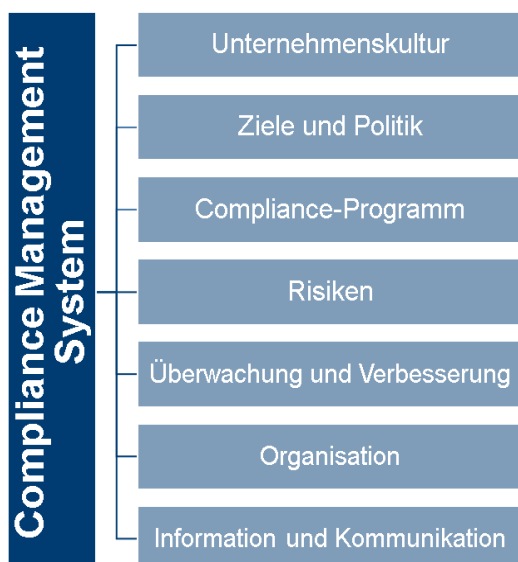 Compliance Management
System
Unternehmenskultur
Ziele und Politik
Compliance-Programm
Risiken
Überwachung und Verbesserung
Organisation
Information und Kommunikation